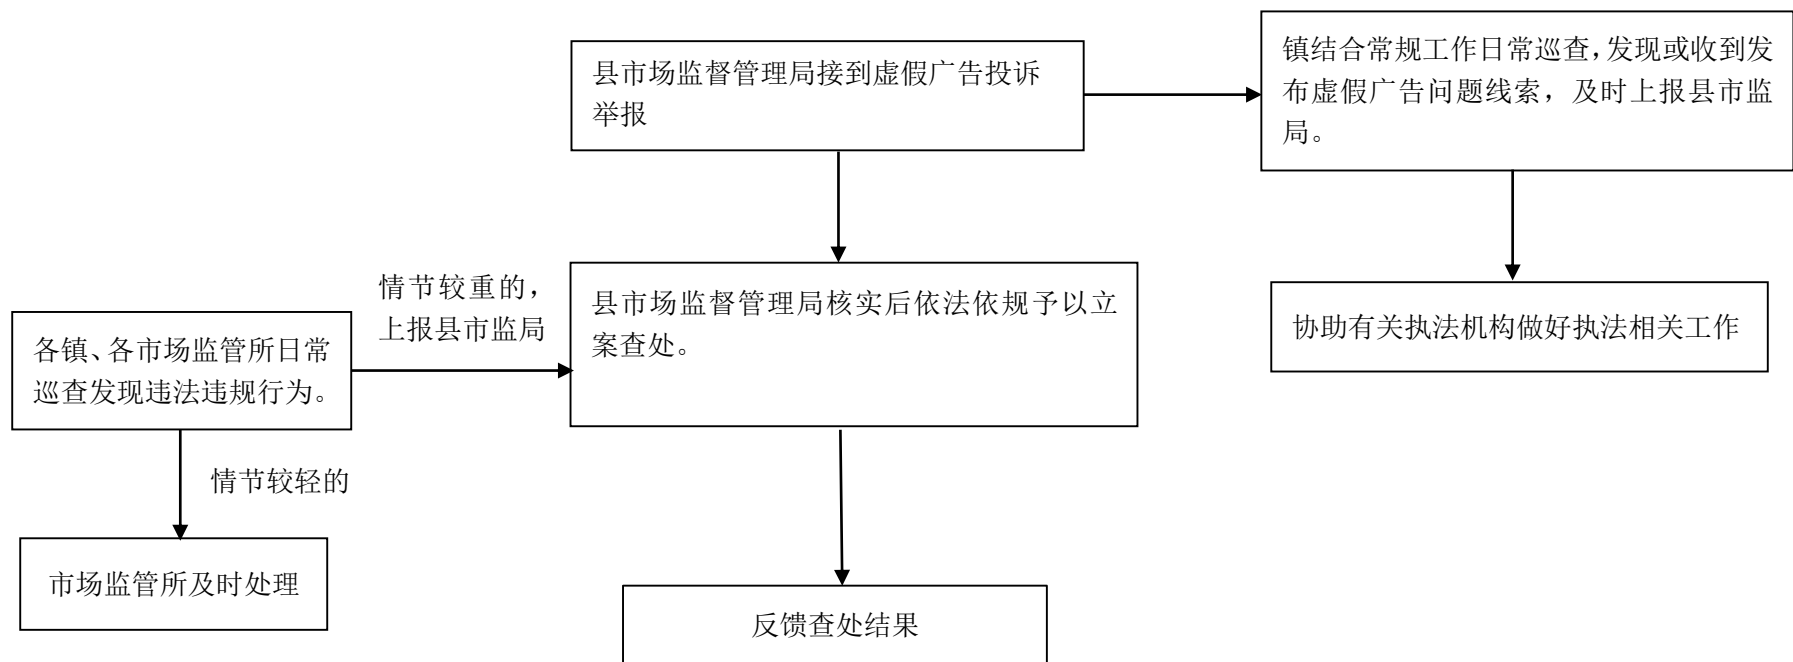 县市场监督管理局接到虚假广告投诉
举报
镇结合常规工作日常巡查，发现或收到发
布虚假广告问题线索，及时上报县市监
局。
情节较重的，
上报县市监局
县市场监督管理局核实后依法依规予以立
案查处。
各镇、各市场监管所日常
巡查发现违法违规行为。
协助有关执法机构做好执法相关工作
情节较轻的
市场监管所及时处理
反馈查处结果